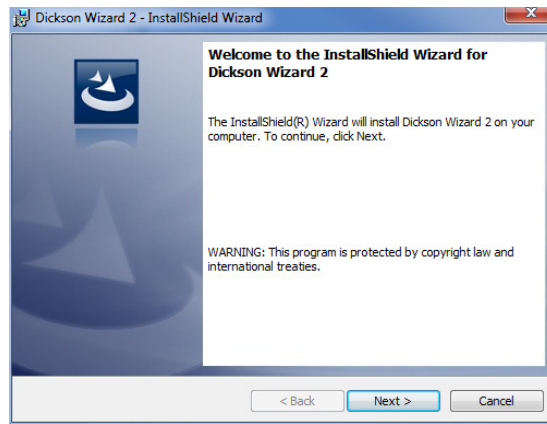 Dickson Wizard 2 - InstallShield Wizard
Welcome to the InstallShield Wizard for
Dickson Wizard 2
The InstallShield(R) Wizard will install Dickson Wizard 2 on your
computer. To continue, click Next.
WARNING: This program is protected by copyright law and
international treaties.
< Back Next > Cancel